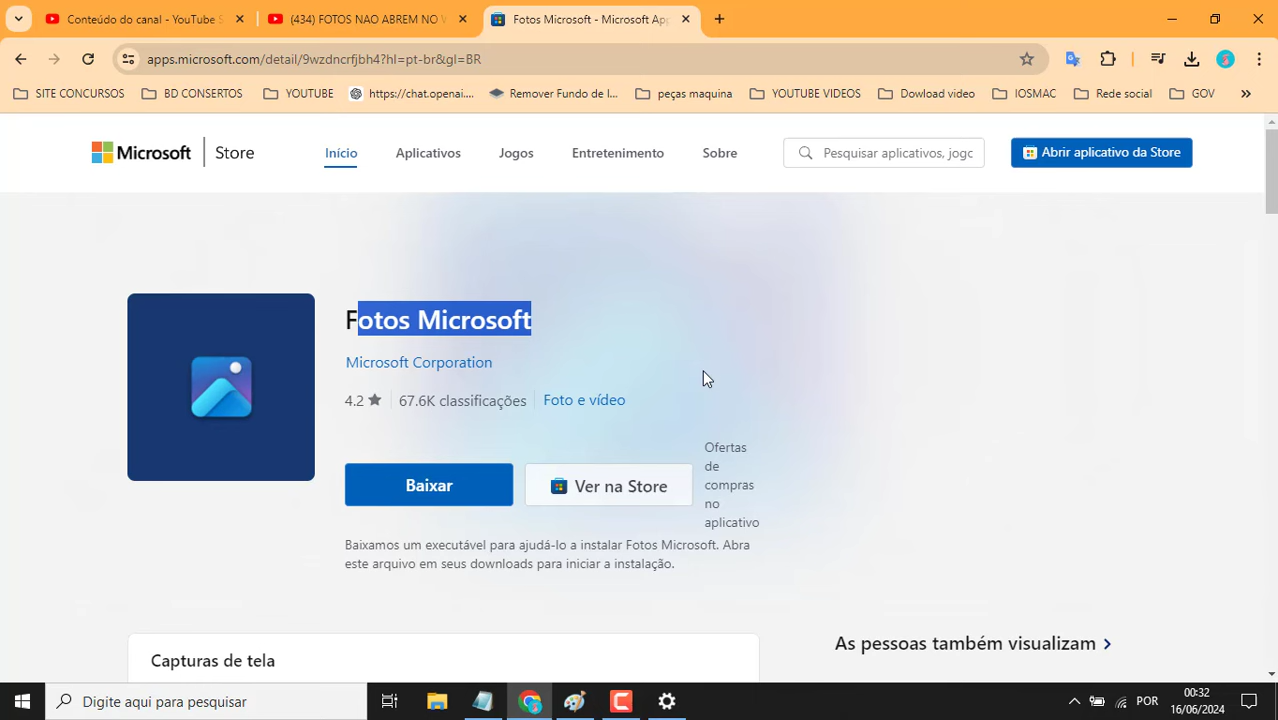 Conteúdo do canal - YouTube S
(434) FOTOS NAO ABREM NO W
Fotos Microsoft - Microsoft App
apps.microsoft.com/detail/9wzdncrfjbh4?hl=pt-br&gl=BR
SITE CONCURSOS
BD CONSERTOS
YOUTUBE
https://chat.openai....
Remover Fundo de I...
peças maquina
YOUTUBE VIDEOS
Dowload video
IOSMAC
Rede social
GOV
Microsoft
Store
Início
Aplicativos
Jogos
Entretenimento
Sobre
Pesquisar aplicativos, jogc
Abrir aplicativo da Store
Fotos Microsoft
Microsoft Corporation
4.2
67.6K classificações
Foto e vídeo
Baixar
Ver na Store
Ofertas
de
compras
no
aplicativo
Baixamos um executável para ajudá-lo a instalar Fotos Microsoft. Abra
este arquivo em seus downloads para iniciar a instalação.
Capturas de tela
As pessoas também visualizam
Digite aqui para pesquisar
POR
00:32
16/06/2024